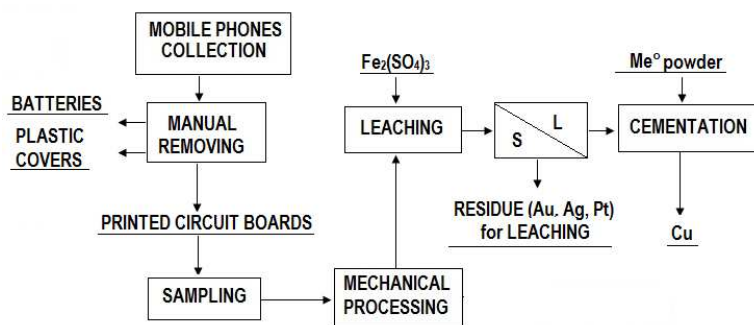 MOBILE PHONES
COLLECTION
BATTERIES
PLASTIC
COVERS
MANUAL
REMOVING
PRINTED CIRCUIT BOARDS
SAMPLING
MECHANICAL
PROCESSING
Fe₂(SO₄)₃
LEACHING
S
L
RESIDUE (Au, Ag, Pt)
for LEACHING
Me° powder
CEMENTATION
Cu